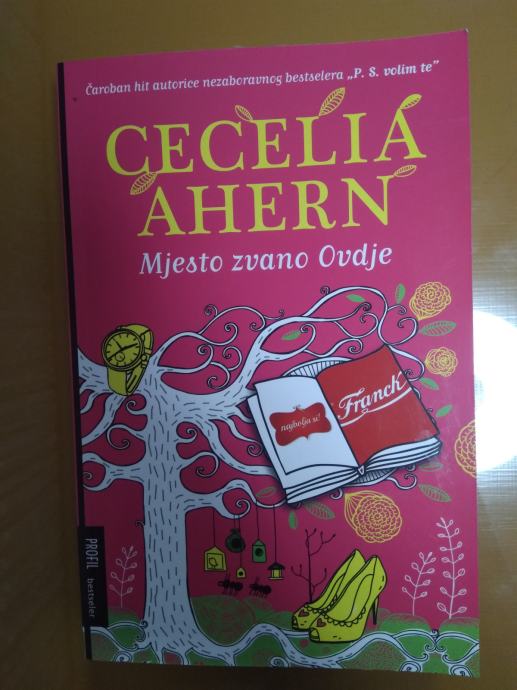 Čaroban hit autorice nezaboravnog bestselera „P. S. volim te”
CECELIA
AHERN
Mjesto zvano Ovdje
najbolja si!
Franck
PROFIL
bestseler